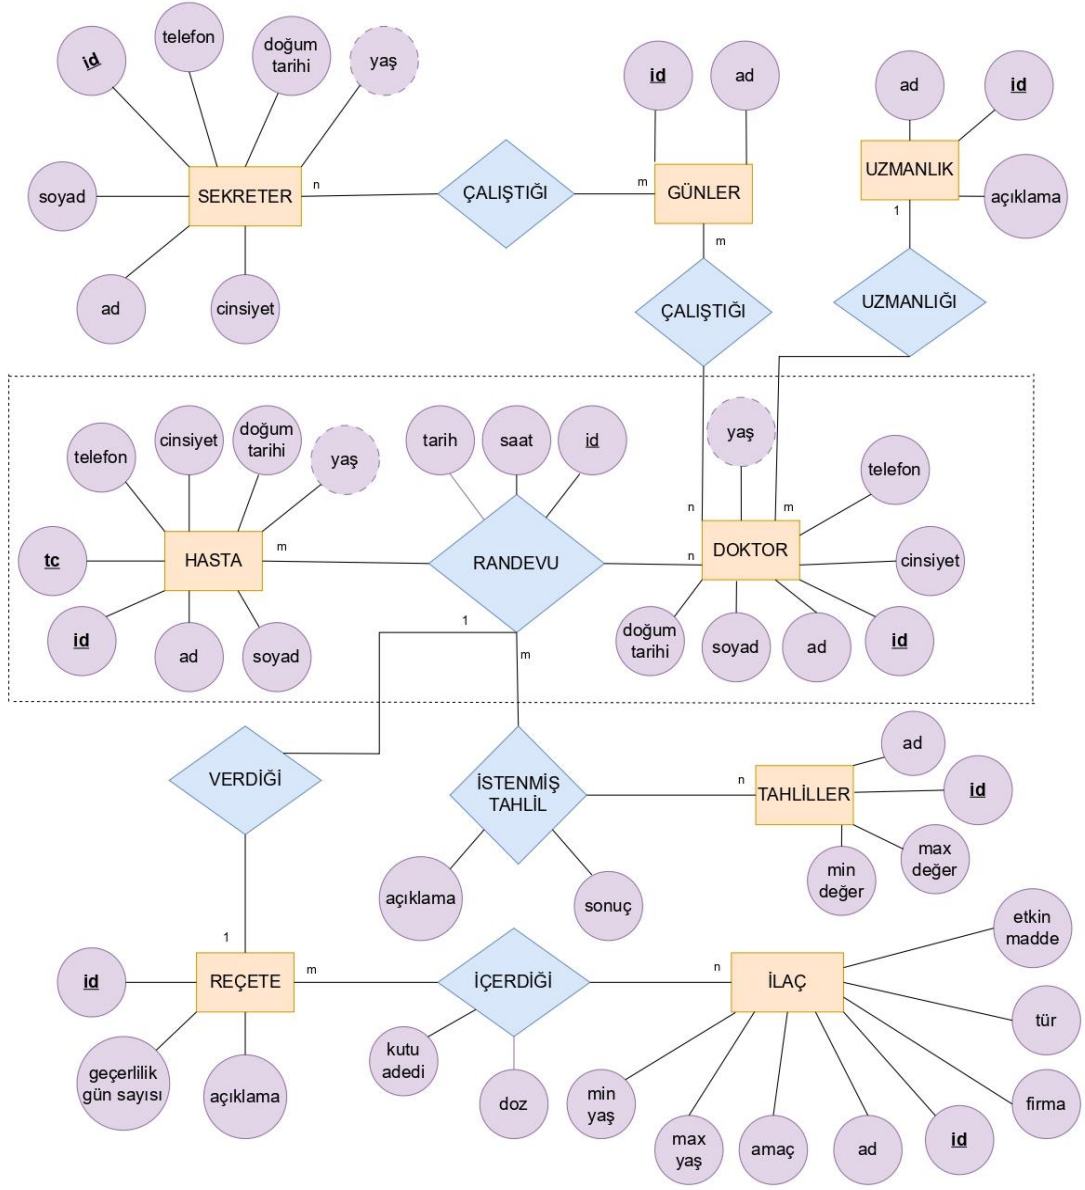 id
telefon
doğum
tarihi
yaş
soyad
SEKRETER
ad
cinsiyet
n
ÇALIŞTIĞI
m
id
ad
GÜNLER
m
ÇALIŞTIĞI
ad
id
UZMANLIK
açıklama
1
UZMANLIĞI
telefon
cinsiyet
doğum
tarihi
yaş
tc
HASTA
m
id
ad
soyad
tarih
saat
id
RANDEVU
yaş
telefon
n
m
n
DOKTOR
cinsiyet
doğum
tarihi
soyad
ad
id
1
m
VERDİĞİ
İSTENMİŞ
TAHLİL
açıklama
sonuç
n
TAHLİLLER
ad
id
min
değer
max
değer
1
id
REÇETE
m
geçerlilik
gün sayısı
açıklama
İÇERDİĞİ
kutu
adedi
doz
n
İLAÇ
etkin
madde
tür
firma
min
yaş
max
yaş
amaç
ad
id